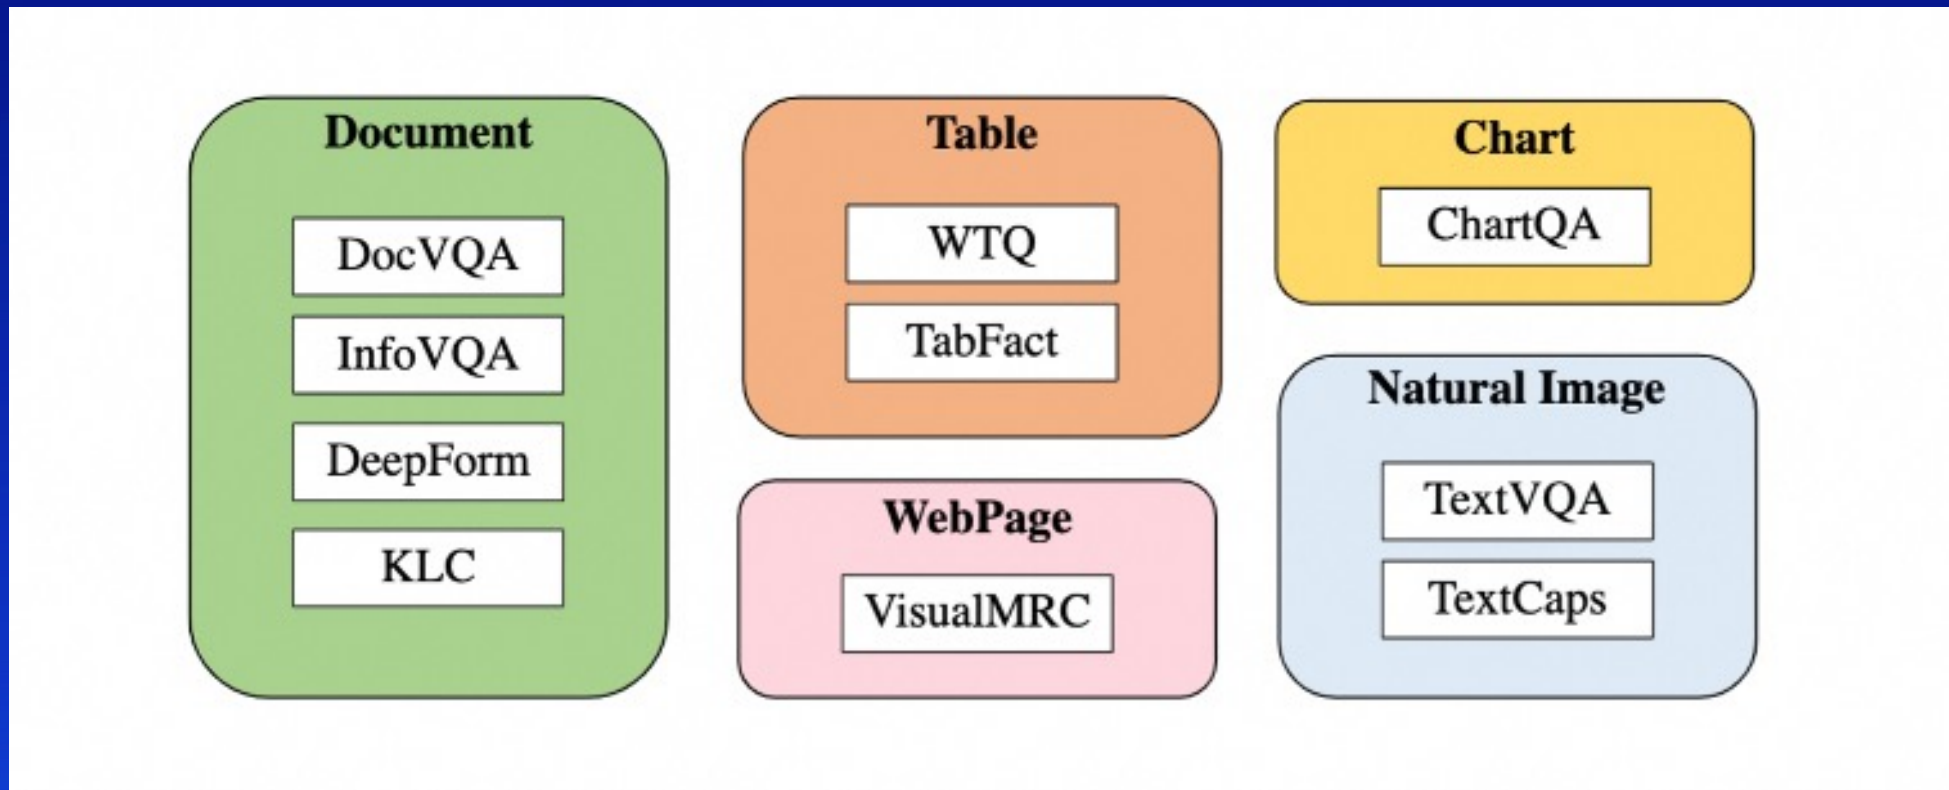 Document
DocVQA
InfoVQA
DeepForm
KLC
Table
WTQ
TabFact
WebPage
VisualMRC
Chart
ChartQA
Natural Image
TextVQA
TextCaps